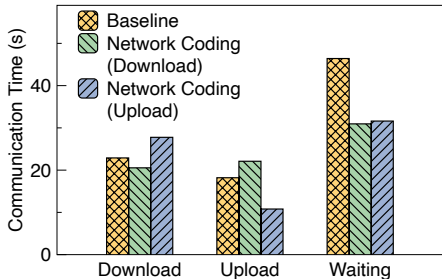 Communication Time (s)
40
20
0
Baseline
Network Coding
(Download)
Network Coding
(Upload)
Download Upload Waiting